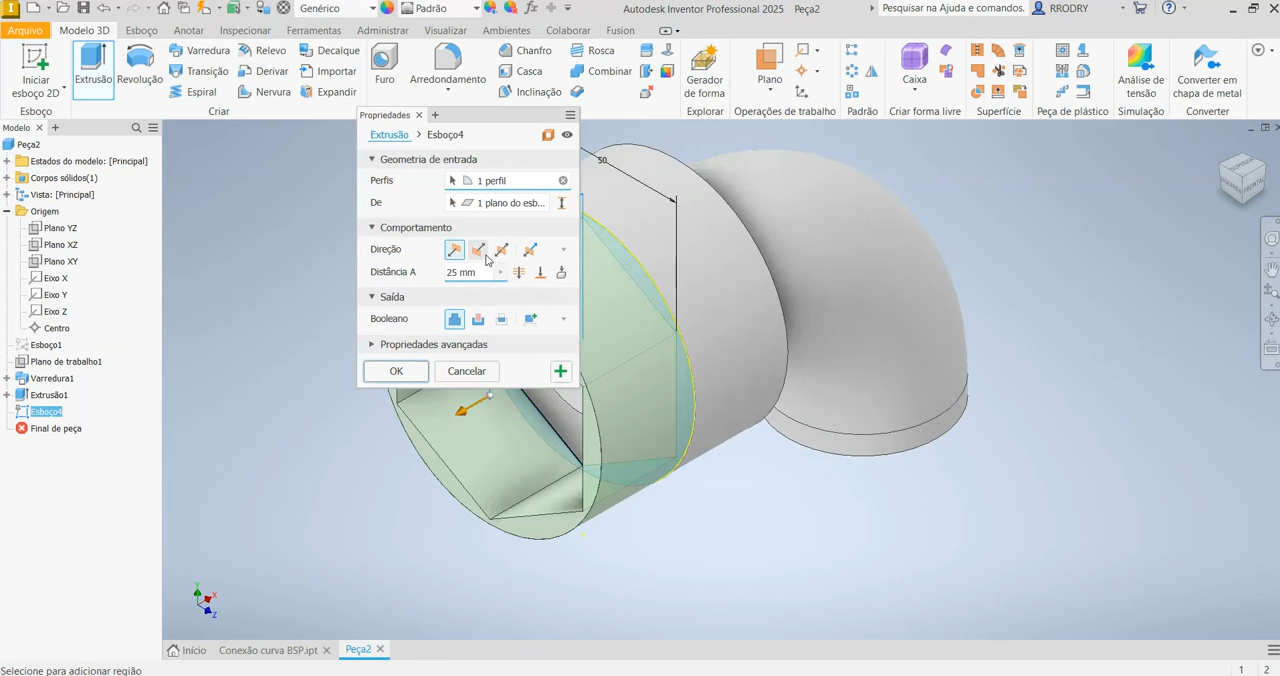 Genérico
Padrão
Autodesk Inventor Professional 2025
Peça2
Pesquisar na Ajuda e comandos.
RRODRY
Arquivo
Modelo 3D
Esboço
Anotar
Inspecionar
Ferramentas
Administrar
Visualizar
Ambientes
Colaborar
Fusion
Iniciar
esboço 2D
Esboço
Extrusão
Revolução
Varredura
Transição
Espiral
Relevo
Derivar
Nervura
Decalque
Importar
Expandir
Criar
Furo
Arredondamento
Chanfro
Casca
Inclinação
Rosca
Combinar
Gerador
de forma
Explorar
Plano
Operações de trabalho
Padrão
Caixa
Criar forma livre
Superfície
Peça de plástico
Análise de
tensão
Simulação
Converter em
chapa de metal
Converter
Modelo
Peça2
Estados do modelo: [Principal]
Corpos sólidos(1)
Vista: [Principal]
Origem
Plano YZ
Plano XZ
Plano XY
Eixo X
Eixo Y
Eixo Z
Centro
Esboço1
Plano de trabalho1
Varredura1
Extrusão1
Esboço4
Final de peça
Propriedades
Extrusão > Esboço4
Geometria de entrada
Perfis
1 perfil
De
1 plano do esb...
Comportamento
Direção
Distância A
25 mm
Saída
Booleano
Propriedades avançadas
OK
Cancelar
50
Y
X
Z
Início
Conexão curva BSP.ipt
Peça2
Selecione para adicionar região
1
2